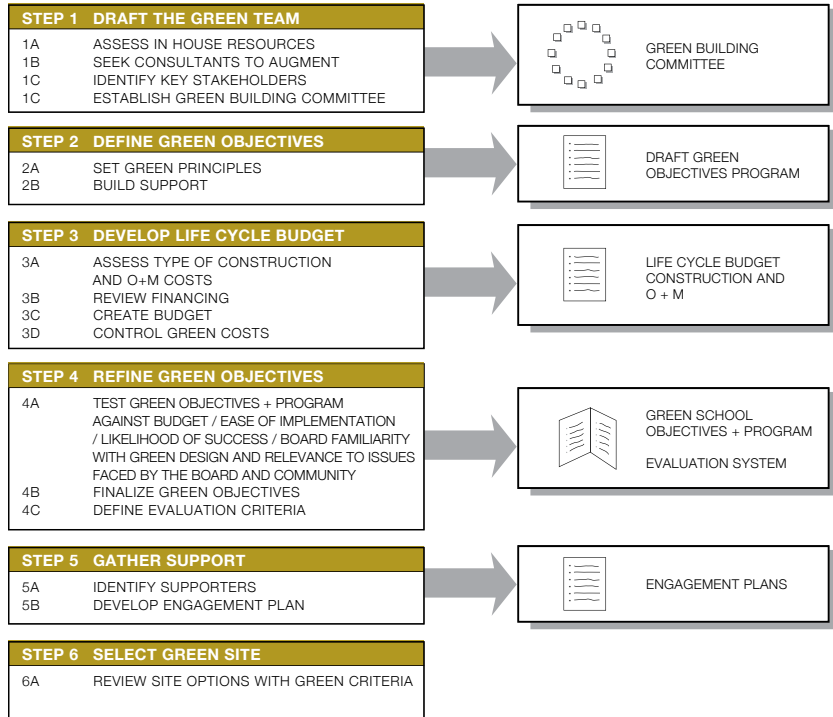 STEP 1 DRAFT THE GREEN TEAM
1A ASSESS IN HOUSE RESOURCES
1B SEEK CONSULTANTS TO AUGMENT
1C IDENTIFY KEY STAKEHOLDERS
1C ESTABLISH GREEN BUILDING COMMITTEE
GREEN BUILDING
COMMITTEE
STEP 2 DEFINE GREEN OBJECTIVES
2A SET GREEN PRINCIPLES
2B BUILD SUPPORT
DRAFT GREEN
OBJECTIVES PROGRAM
STEP 3 DEVELOP LIFE CYCLE BUDGET
3A ASSESS TYPE OF CONSTRUCTION
AND O+M COSTS
3B REVIEW FINANCING
3C CREATE BUDGET
3D CONTROL GREEN COSTS
LIFE CYCLE BUDGET
CONSTRUCTION AND
O + M
STEP 4 REFINE GREEN OBJECTIVES
4A TEST GREEN OBJECTIVES + PROGRAM
AGAINST BUDGET / EASE OF IMPLEMENTATION
/ LIKELIHOOD OF SUCCESS / BOARD FAMILIARITY
WITH GREEN DESIGN AND RELEVANCE TO ISSUES
FACED BY THE BOARD AND COMMUNITY
4B FINALIZE GREEN OBJECTIVES
4C DEFINE EVALUATION CRITERIA
GREEN SCHOOL
OBJECTIVES + PROGRAM
EVALUATION SYSTEM
STEP 5 GATHER SUPPORT
5A IDENTIFY SUPPORTERS
5B DEVELOP ENGAGEMENT PLAN
ENGAGEMENT PLANS
STEP 6 SELECT GREEN SITE
6A REVIEW SITE OPTIONS WITH GREEN CRITERIA